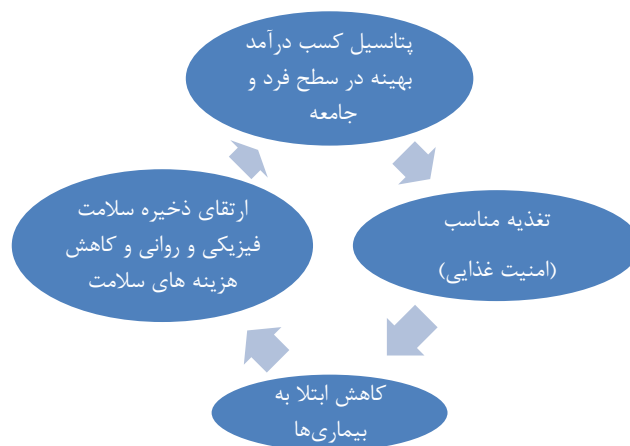 پتانسیل کسب درآمد
بهینه در سطح فرد و
جامعه
تغذیه مناسب
(امنیت غذایی)
کاهش ابتلا به
بیماری‌ها
ارتقای ذخیره سلامت
فیزیکی و روانی و کاهش
هزینه های سلامت